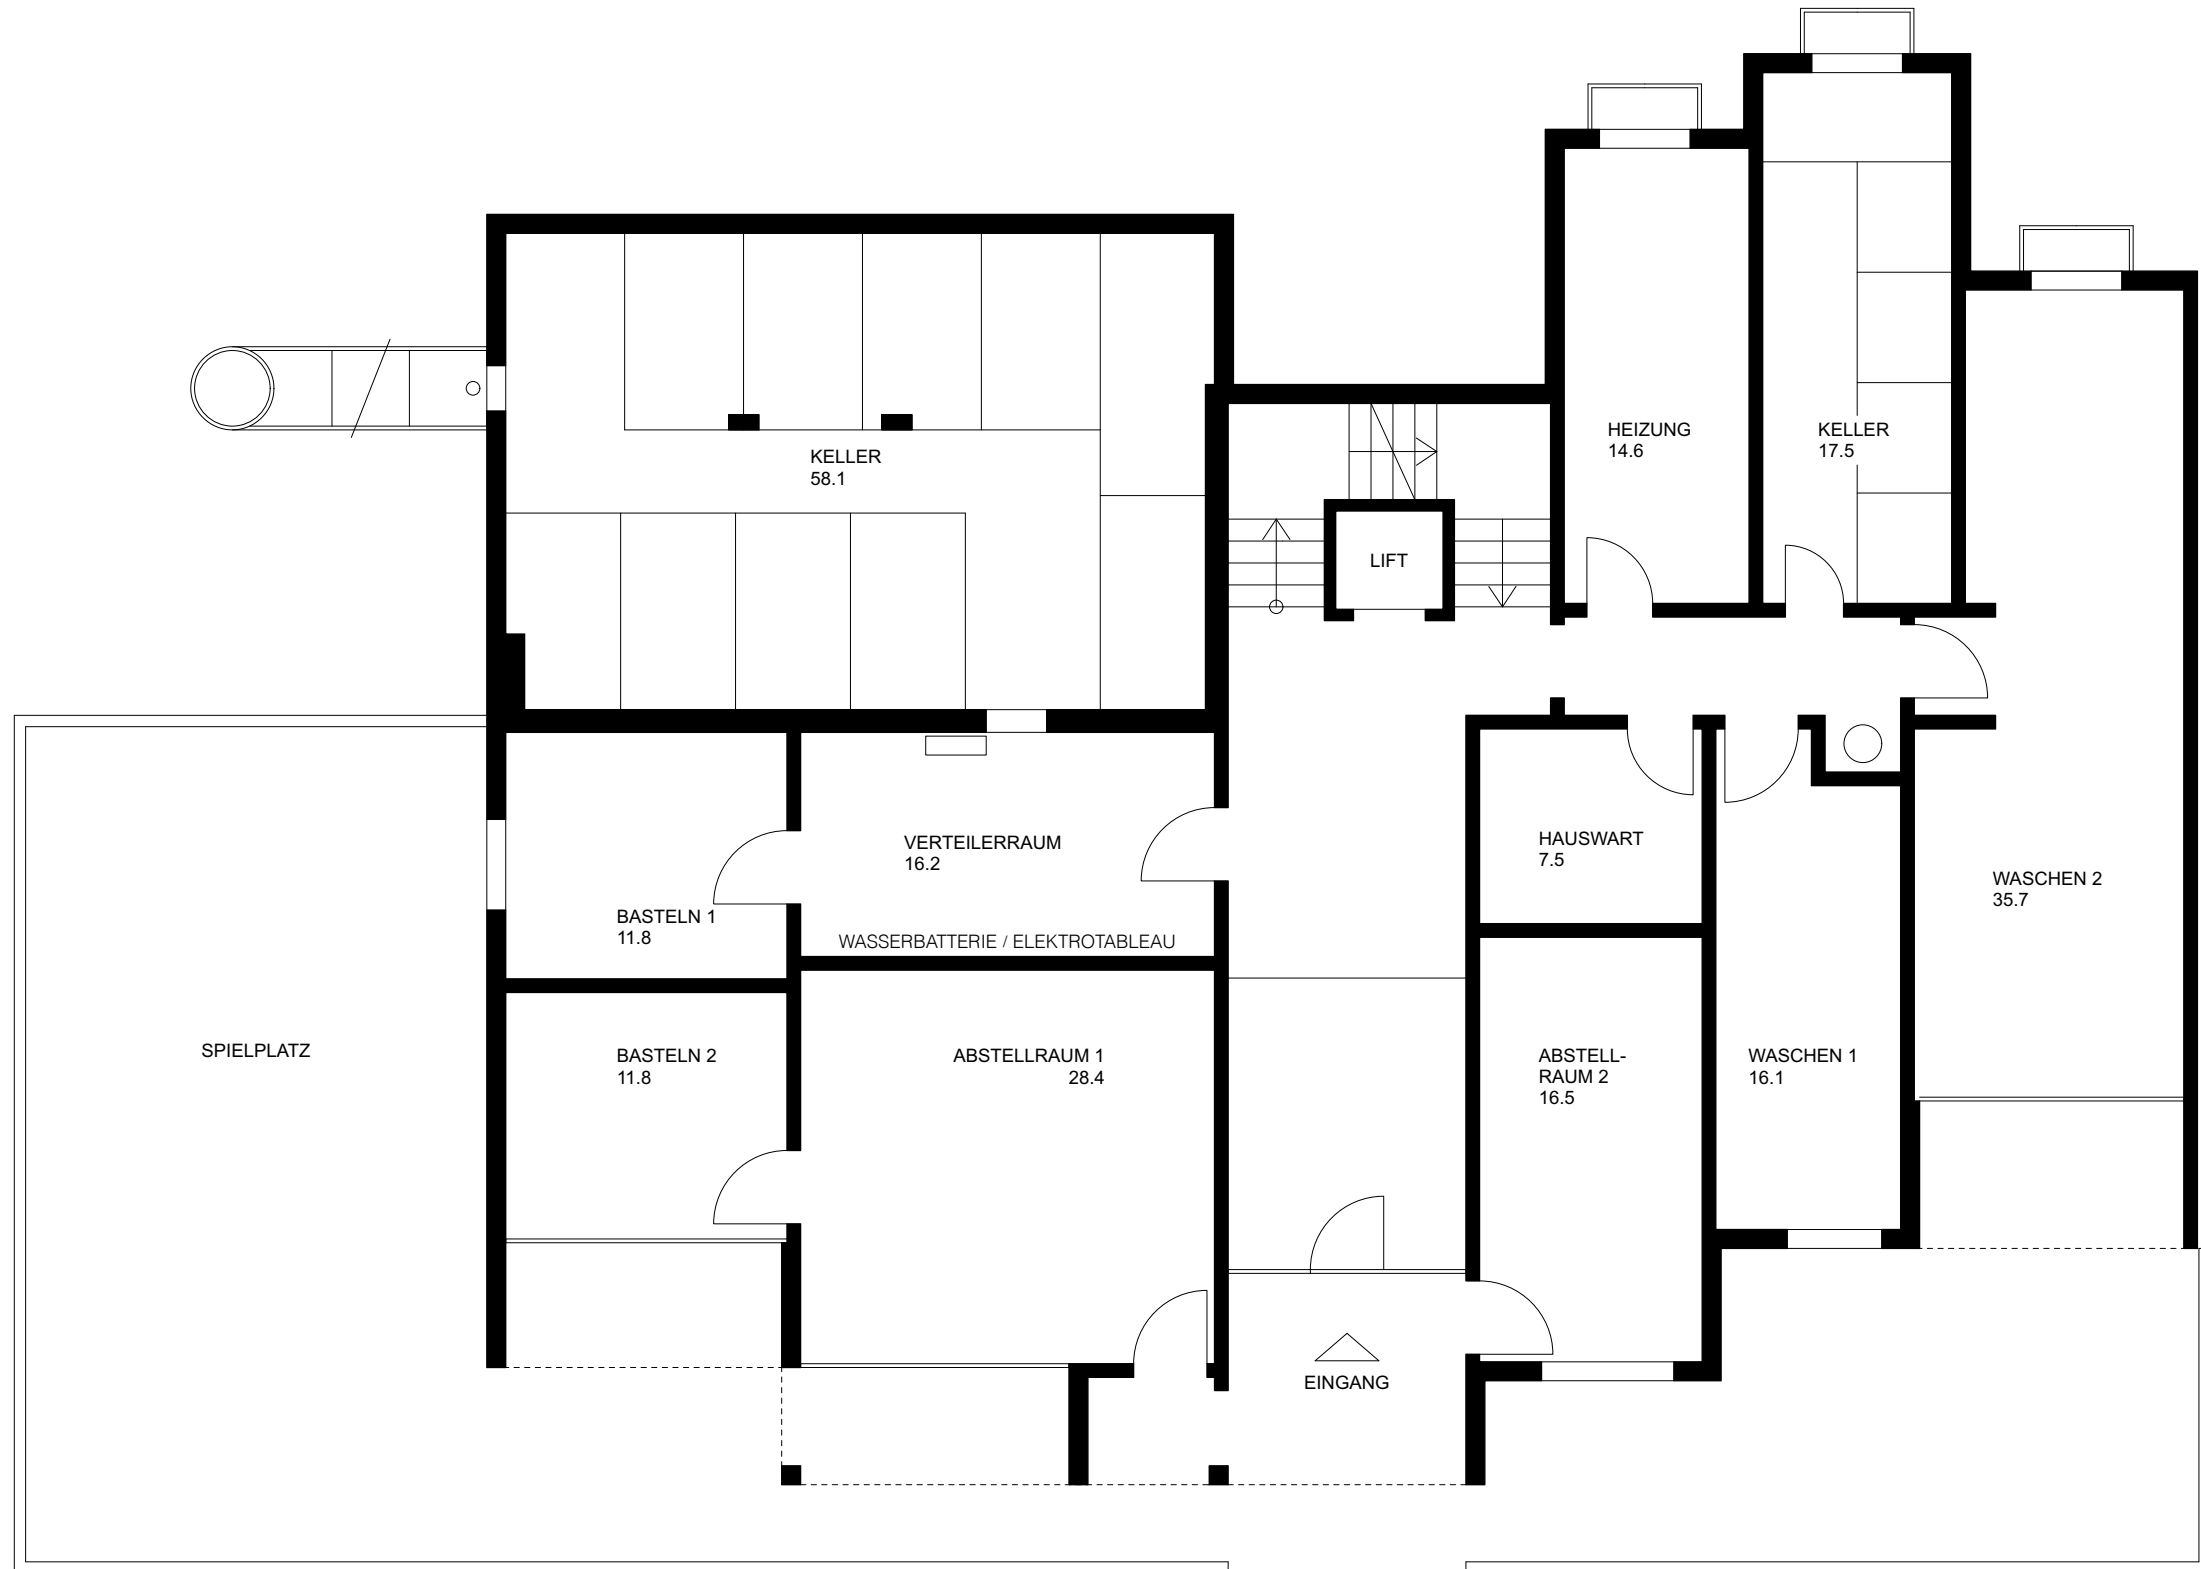 HEIZUNG
14.6
KELLER
17.5
KELLER
58.1
LIFT
VERTEILERRAUM
16.2
HAUSWART
7.5
WASCHEN 2
35.7
BASTELN 1
11.8
WASSERBATTERIE / ELEKTROTABLEAU
SPIELPLATZ
BASTELN 2
11.8
ABSTELLRAUM 1
28.4
ABSTELL-
RAUM 2
16.5
WASCHEN 1
16.1
EINGANG